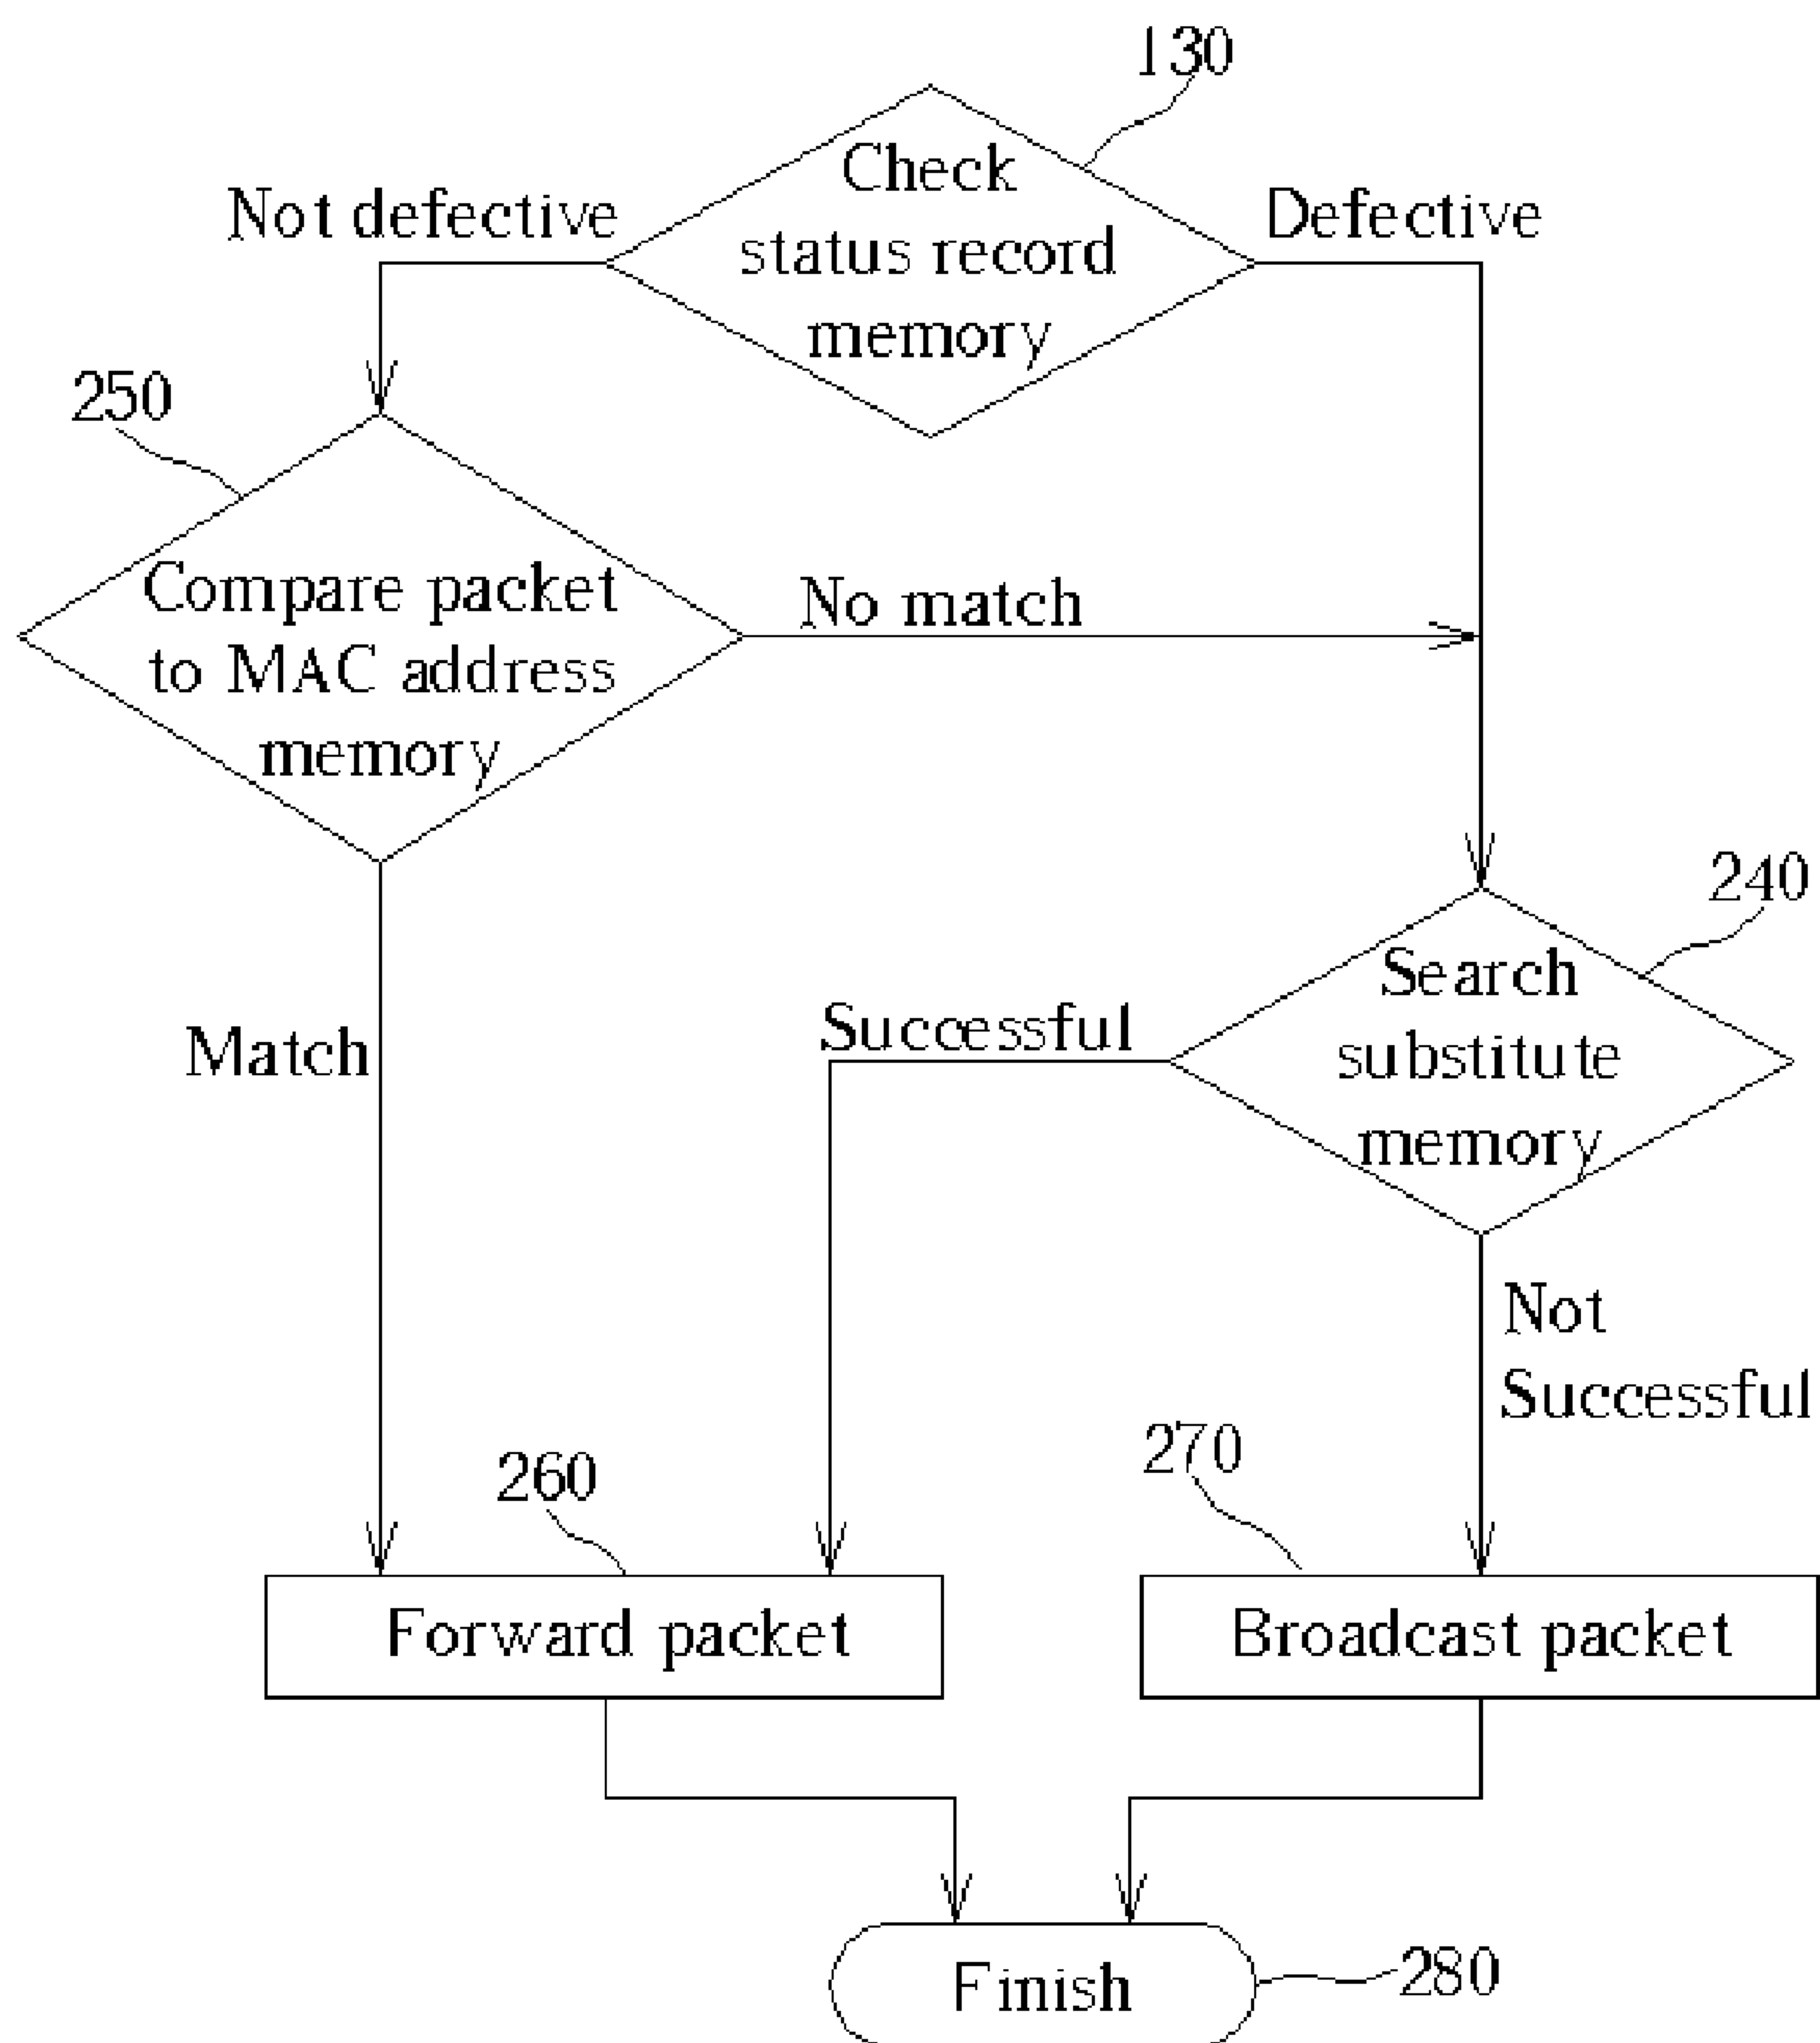 130
Check
status record
memory
Not defective
Defective
250
Compare packet
to MAC address
memory
No match
240
Search
substitute
memory
Successful
Match
Not
Successful
260
270
Forward packet
Broadcast packet
Finish
280